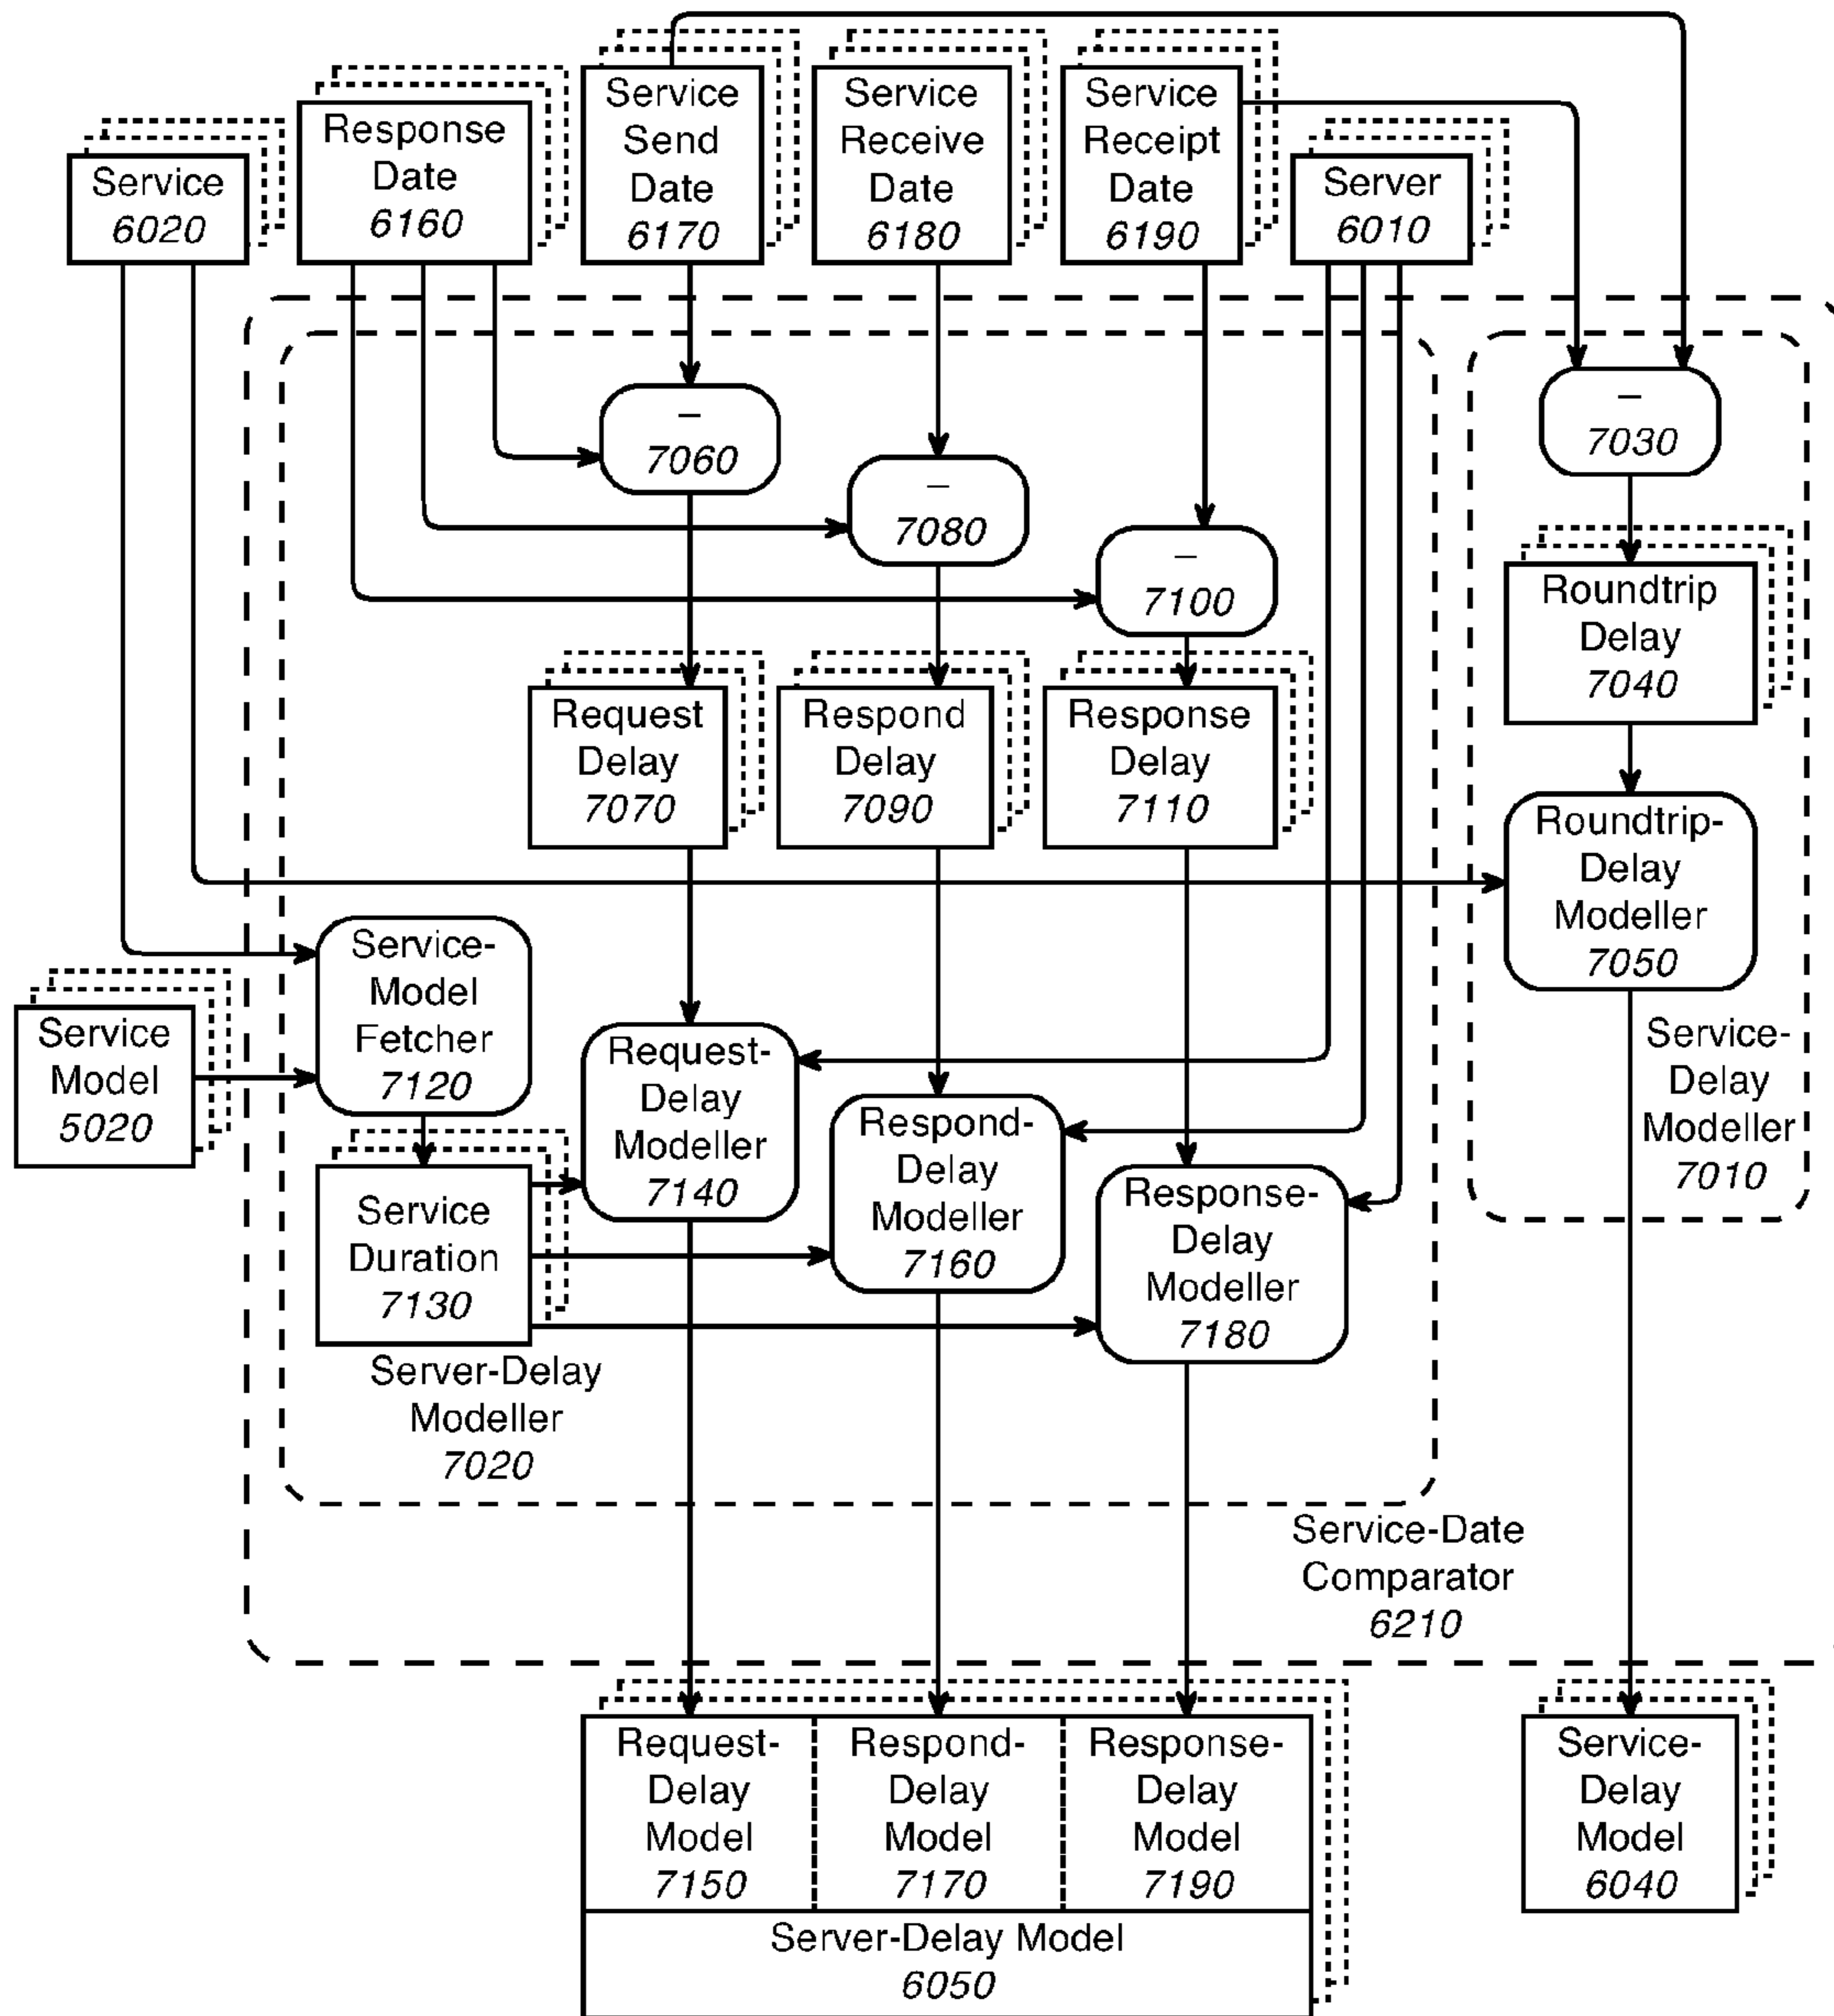 Service
6020
Response
Date
6160
Service
Send
Date
6170
Service
Receive
Date
6180
Service
Receipt
Date
6190
Server
6010
–
7060
–
7080
–
7100
–
7030
Roundtrip
Delay
7040
Request
Delay
7070
Respond
Delay
7090
Response
Delay
7110
Roundtrip-
Delay
Modeller
7050
Service-
Model
Fetcher
7120
Service
Model
5020
Request-
Delay
Modeller
7140
Respond-
Delay
Modeller
7160
Response-
Delay
Modeller
7180
Service-
Delay
Modeller
7010
Service
Duration
7130
Server-Delay
Modeller
7020
Service-Date
Comparator
6210
Request-
Delay
Model
7150
Respond-
Delay
Model
7170
Response-
Delay
Model
7190
Server-Delay Model
6050
Service-
Delay
Model
6040